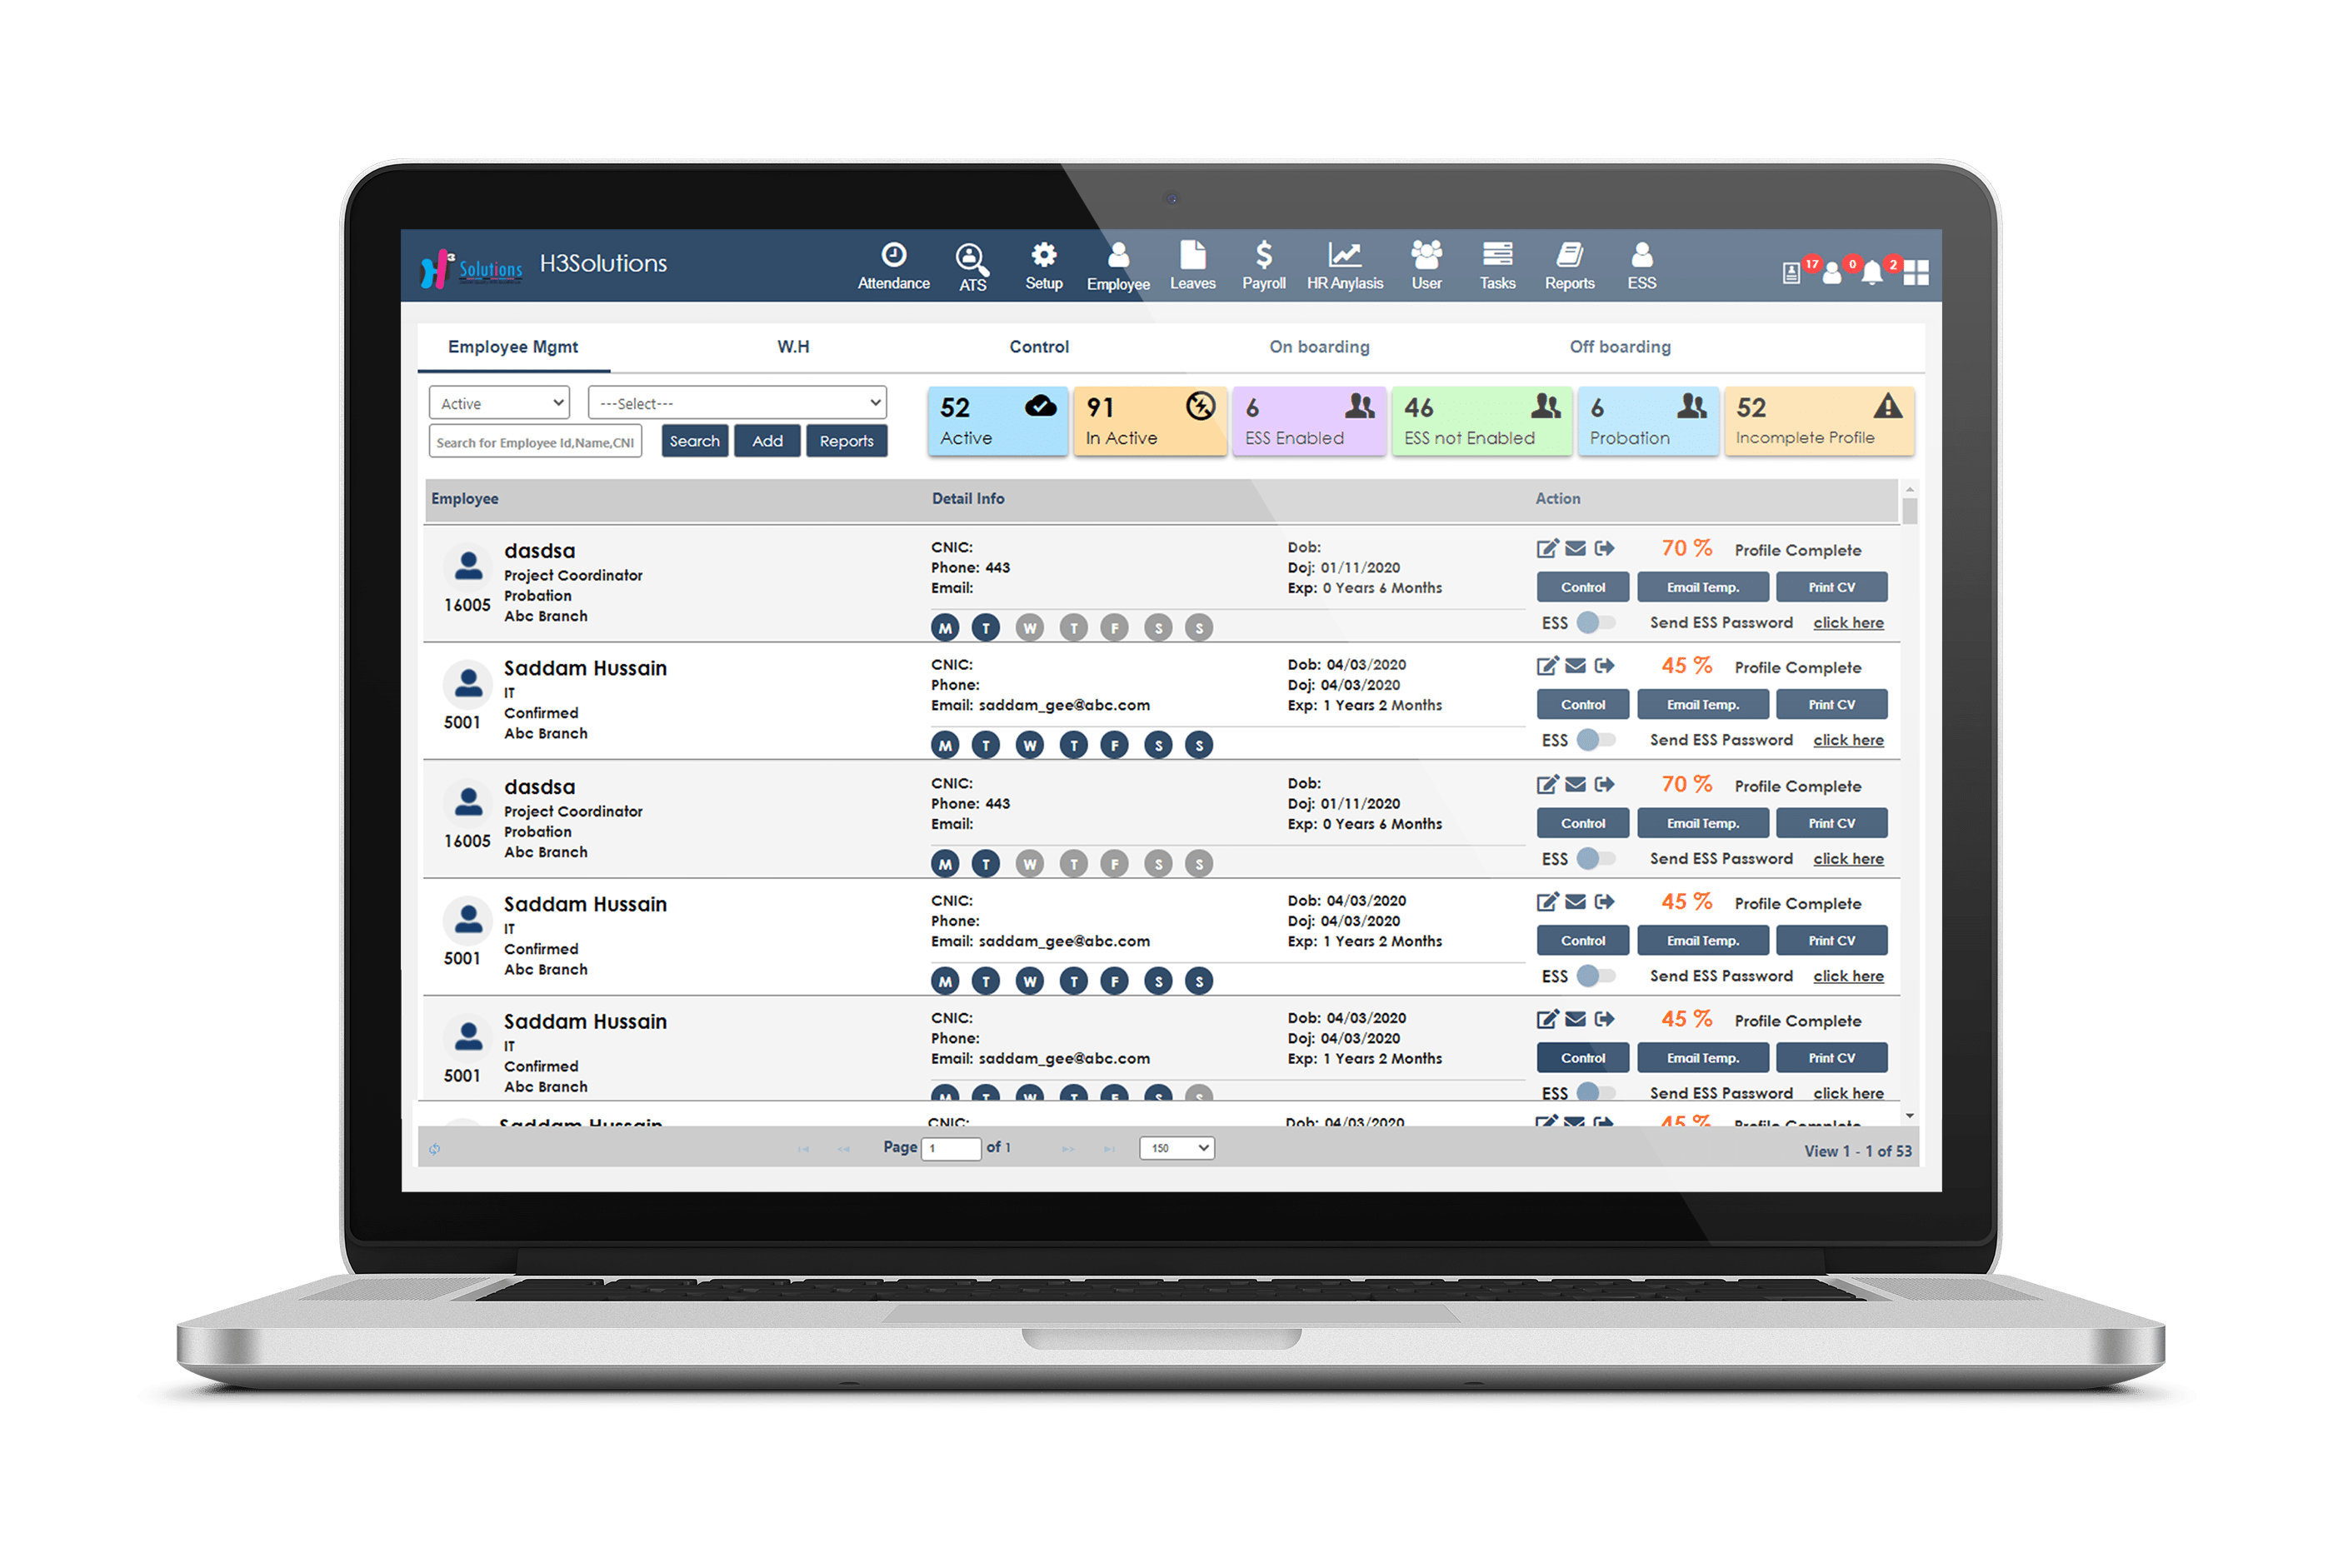 H3 Solutions
H3Solutions
Attendance
ATS
Setup
Employee
Leaves
Payroll
HR Anylasis
User
Tasks
Reports
ESS
17
0
2
Employee Mgmt
W.H
Control
On boarding
Off boarding
Active
---Select---
Search for Employee Id,Name,CNI
Search
Add
Reports
52
Active
91
In Active
6
ESS Enabled
46
ESS not Enabled
6
Probation
52
Incomplete Profile
Employee
Detail Info
Action
dasdsa
Project Coordinator
Probation
16005
Abc Branch
CNIC:
Phone: 443
Email:
M T W T F S S
Dob:
Doj: 01/11/2020
Exp: 0 Years 6 Months
70 % Profile Complete
Control Email Temp. Print CV
ESS Send ESS Password click here
Saddam Hussain
IT
Confirmed
5001
Abc Branch
CNIC:
Phone:
Email: saddam_gee@abc.com
M T W T F S S
Dob: 04/03/2020
Doj: 04/03/2020
Exp: 1 Years 2 Months
45 % Profile Complete
Control Email Temp. Print CV
ESS Send ESS Password click here
dasdsa
Project Coordinator
Probation
16005
Abc Branch
CNIC:
Phone: 443
Email:
M T W T F S S
Dob:
Doj: 01/11/2020
Exp: 0 Years 6 Months
70 % Profile Complete
Control Email Temp. Print CV
ESS Send ESS Password click here
Saddam Hussain
IT
Confirmed
5001
Abc Branch
CNIC:
Phone:
Email: saddam_gee@abc.com
M T W T F S S
Dob: 04/03/2020
Doj: 04/03/2020
Exp: 1 Years 2 Months
45 % Profile Complete
Control Email Temp. Print CV
ESS Send ESS Password click here
Saddam Hussain
IT
Confirmed
5001
Abc Branch
CNIC:
Phone:
Email: saddam_gee@abc.com
M T W T F S S
Dob: 04/03/2020
Doj: 04/03/2020
Exp: 1 Years 2 Months
45 % Profile Complete
Control Email Temp. Print CV
ESS Send ESS Password click here
Saddam Hussain
CNIC:
Dob: 04/03/2020
45 % Profile Complete
Page 1 of 1
150
View 1 - 1 of 53